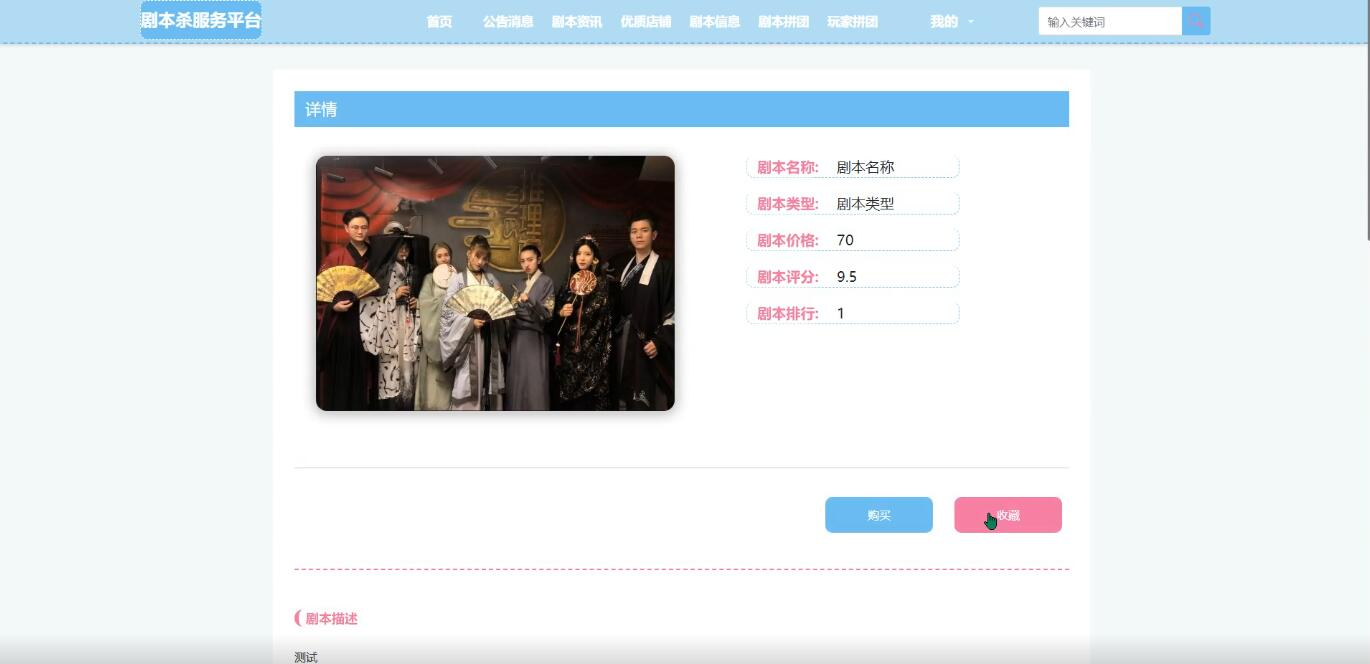 剧本杀服务平台 首页 公告消息 剧本资讯 优质店铺 剧本信息 剧本拼团 玩家拼团 我的 输入关键词
详情
推理
剧本名称: 剧本名称
剧本类型: 剧本类型
剧本价格: 70
剧本评分: 9.5
剧本排行: 1
购买 收藏
剧本描述
测试